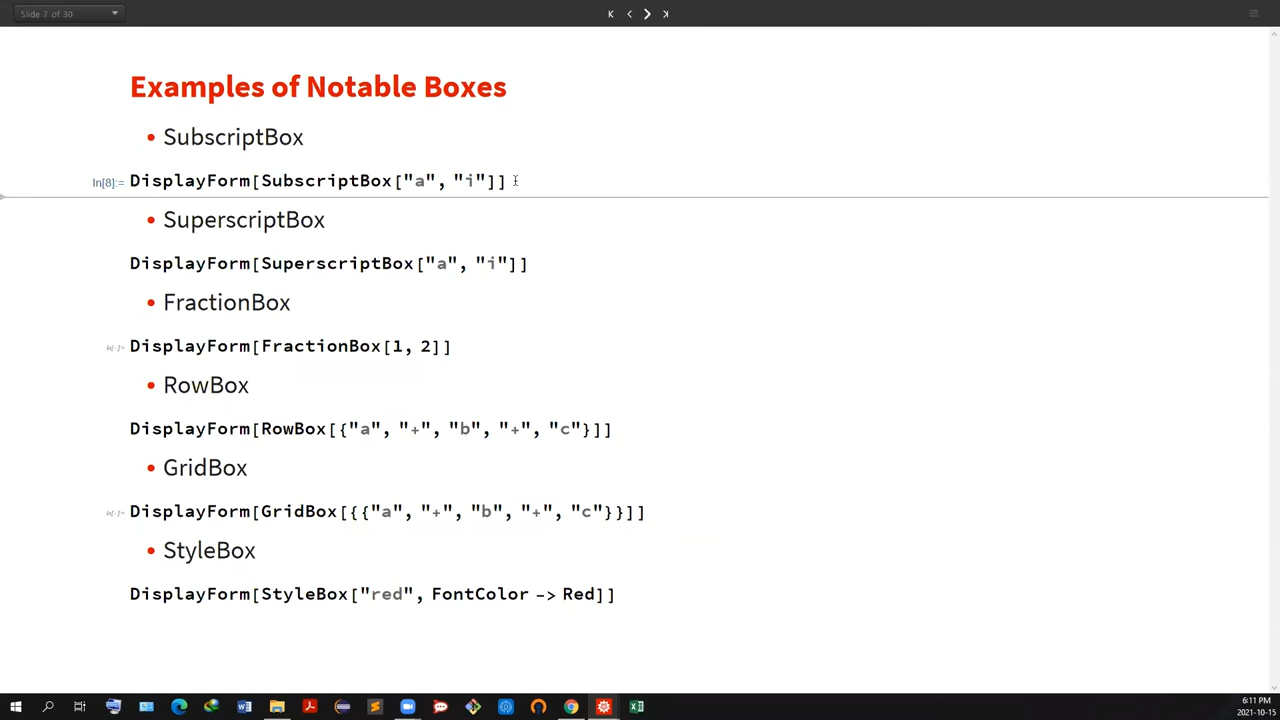 Slide 7 of 30
Examples of Notable Boxes
• SubscriptBox
In[8]:= DisplayForm[SubscriptBox["a", "i"]]
• SuperscriptBox
DisplayForm[SuperscriptBox["a", "i"]]
• FractionBox
In[•]:= DisplayForm[FractionBox[1, 2]]
• RowBox
DisplayForm[RowBox[{"a", "+", "b", "+", "c"}]]
• GridBox
In[•]:= DisplayForm[GridBox[{{"a", "+", "b", "+", "c"}}]]
• StyleBox
DisplayForm[StyleBox["red", FontColor -> Red]]
6:11 PM
2021-10-15